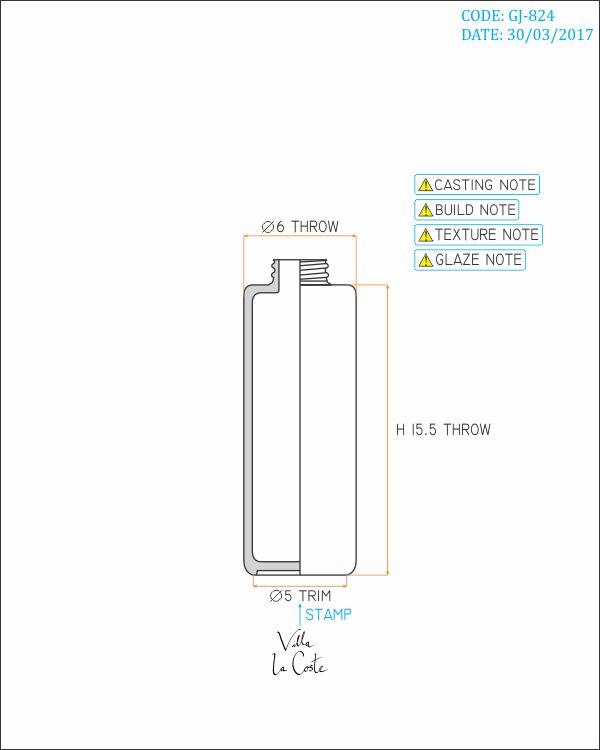 CODE: GJ-824
DATE: 30/03/2017
CASTING NOTE
BUILD NOTE
TEXTURE NOTE
GLAZE NOTE
Ø6 THROW
H 15.5 THROW
Ø5 TRIM
STAMP
Villa
La Coste